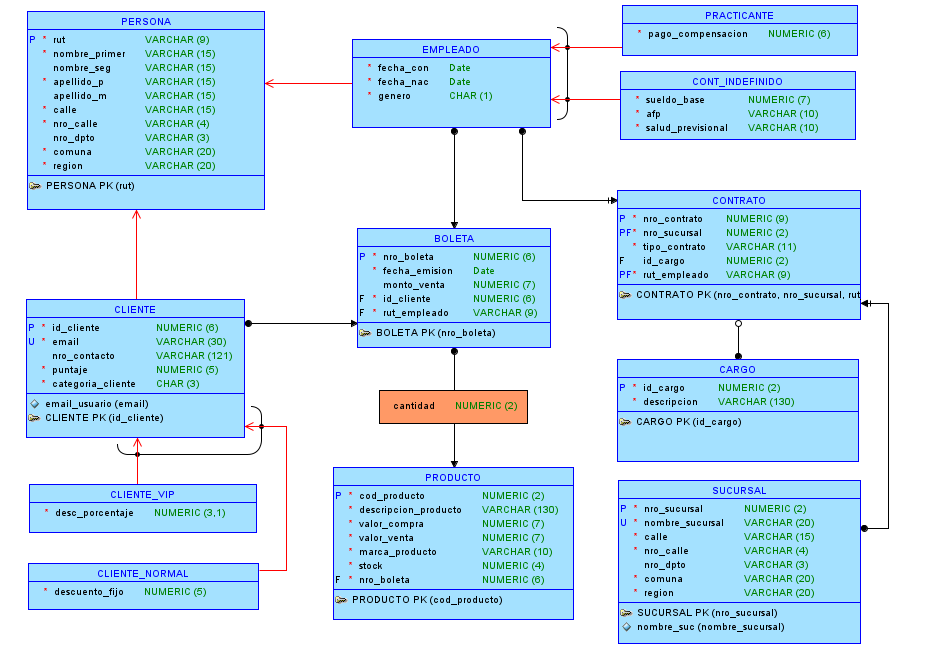 PERSONA
P * rut VARCHAR (9)
* nombre_primer VARCHAR (15)
nombre_seg VARCHAR (15)
* apellido_p VARCHAR (15)
apellido_m VARCHAR (15)
* calle VARCHAR (15)
* nro_calle VARCHAR (4)
nro_dpto VARCHAR (3)
* comuna VARCHAR (20)
* region VARCHAR (20)
PERSONA PK (rut)
EMPLEADO
* fecha_con Date
* fecha_nac Date
* genero CHAR (1)
PRACTICANTE
* pago_compensacion NUMERIC (6)
CONT_INDEFINIDO
* sueldo_base NUMERIC (7)
* afp VARCHAR (10)
* salud_previsional VARCHAR (10)
CONTRATO
P * nro_contrato NUMERIC (9)
PF* nro_sucursal NUMERIC (2)
* tipo_contrato VARCHAR (11)
F id_cargo NUMERIC (2)
PF* rut_empleado VARCHAR (9)
CONTRATO PK (nro_contrato, nro_sucursal, rut
BOLETA
P * nro_boleta NUMERIC (6)
* fecha_emision Date
monto_venta NUMERIC (7)
F * id_cliente NUMERIC (6)
F * rut_empleado VARCHAR (9)
BOLETA PK (nro_boleta)
CLIENTE
P * id_cliente NUMERIC (6)
U * email VARCHAR (30)
nro_contacto VARCHAR (121)
* puntaje NUMERIC (5)
* categoria_cliente CHAR (3)
email_usuario (email)
CLIENTE PK (id_cliente)
CARGO
P * id_cargo NUMERIC (2)
* descripcion VARCHAR (130)
CARGO PK (id_cargo)
cantidad NUMERIC (2)
CLIENTE_VIP
* desc_porcentaje NUMERIC (3,1)
CLIENTE_NORMAL
* descuento_fijo NUMERIC (5)
PRODUCTO
P * cod_producto NUMERIC (2)
* descripcion_producto VARCHAR (130)
* valor_compra NUMERIC (7)
* valor_venta NUMERIC (7)
* marca_producto VARCHAR (10)
* stock NUMERIC (4)
F * nro_boleta NUMERIC (6)
PRODUCTO PK (cod_producto)
SUCURSAL
P * nro_sucursal NUMERIC (2)
U * nombre_sucursal VARCHAR (20)
* calle VARCHAR (15)
* nro_calle VARCHAR (4)
nro_dpto VARCHAR (3)
* comuna VARCHAR (20)
* region VARCHAR (20)
SUCURSAL PK (nro_sucursal)
nombre_suc (nombre_sucursal)